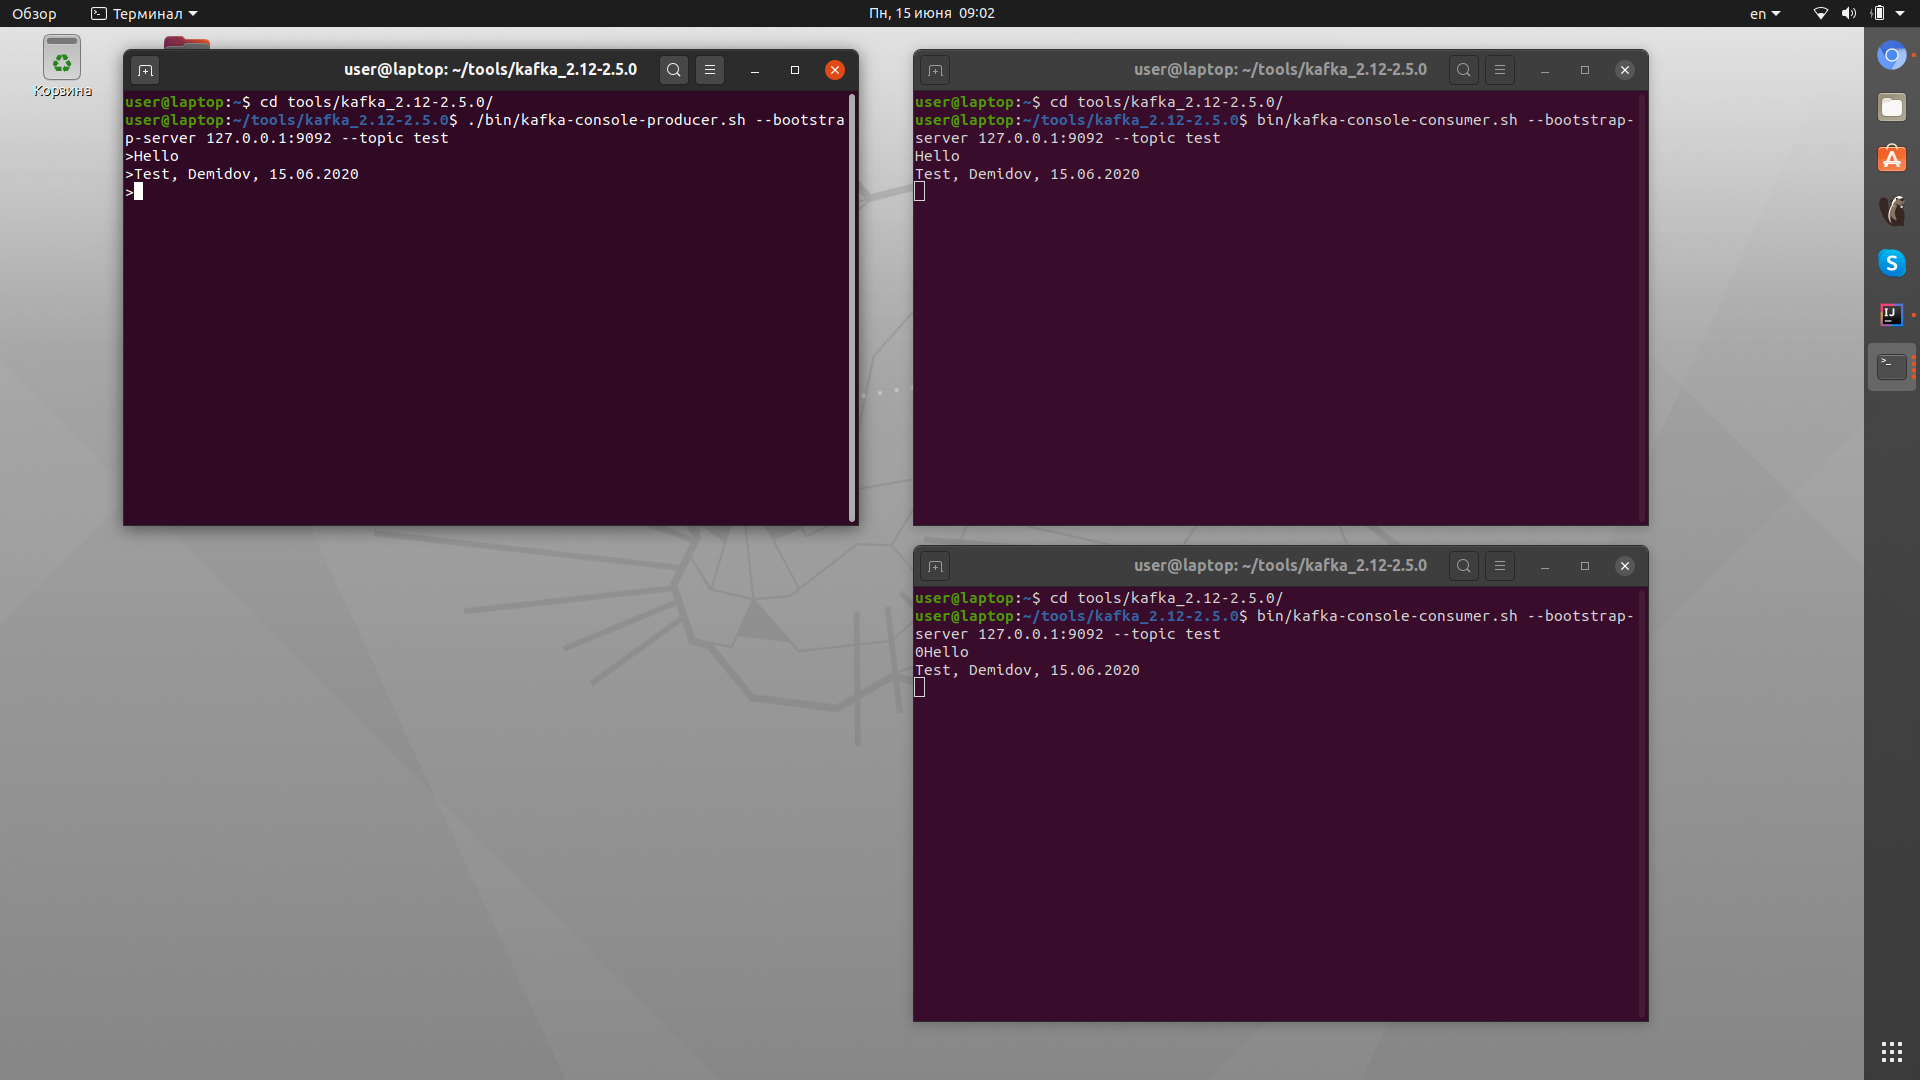 Обзор
Терминал
Пн, 15 июня 09:02
en
Корзина
user@laptop: ~/tools/kafka_2.12-2.5.0
user@laptop:~$ cd tools/kafka_2.12-2.5.0/
user@laptop:~/tools/kafka_2.12-2.5.0$ ./bin/kafka-console-producer.sh --bootstra
p-server 127.0.0.1:9092 --topic test
>Hello
>Test, Demidov, 15.06.2020
>
user@laptop: ~/tools/kafka_2.12-2.5.0
user@laptop:~$ cd tools/kafka_2.12-2.5.0/
user@laptop:~/tools/kafka_2.12-2.5.0$ bin/kafka-console-consumer.sh --bootstrap-
server 127.0.0.1:9092 --topic test
Hello
Test, Demidov, 15.06.2020
user@laptop: ~/tools/kafka_2.12-2.5.0
user@laptop:~$ cd tools/kafka_2.12-2.5.0/
user@laptop:~/tools/kafka_2.12-2.5.0$ bin/kafka-console-consumer.sh --bootstrap-
server 127.0.0.1:9092 --topic test
0Hello
Test, Demidov, 15.06.2020
S
IJ
>_